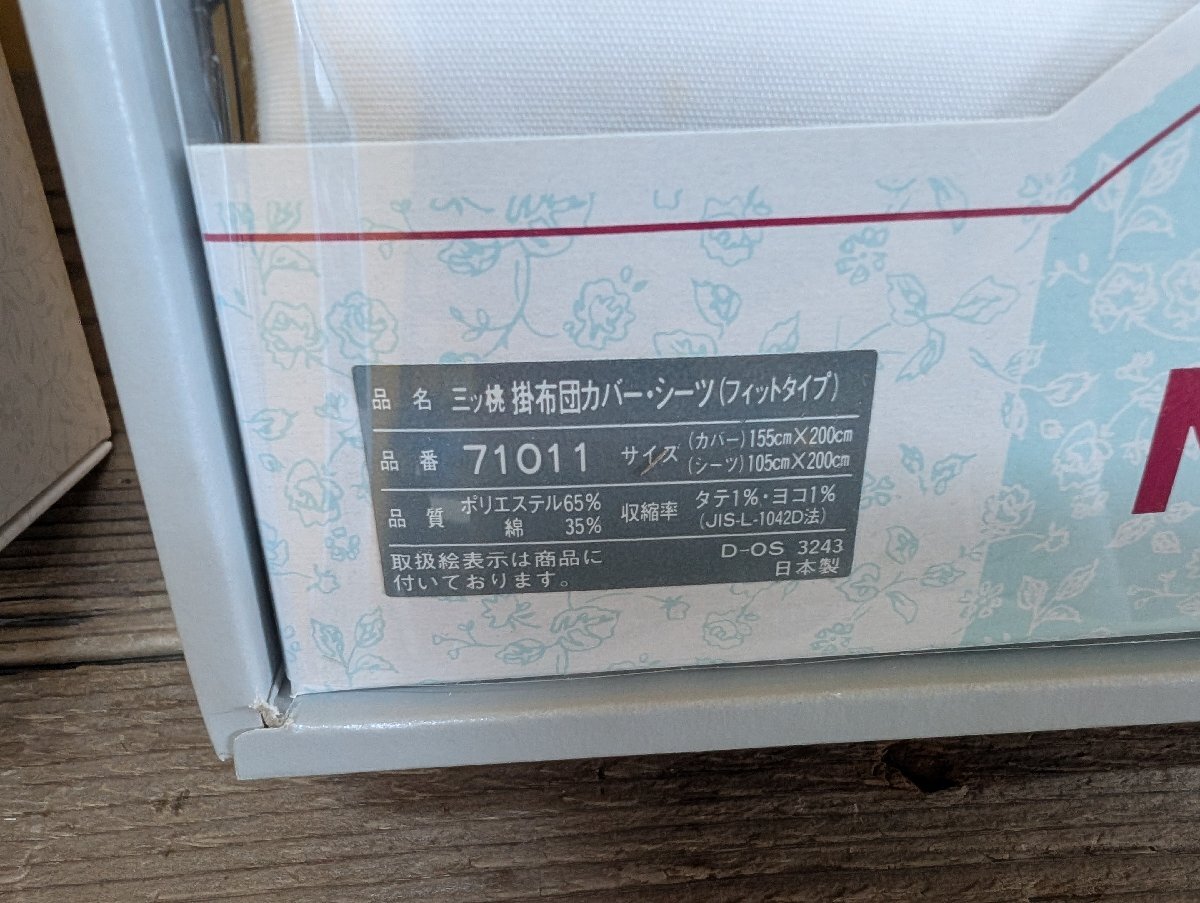 品 名 三ッ桃 掛布団カバー・シーツ(フィットタイプ)
品 番 71011 サイズ (カバー)155cm×200cm
(シーツ)105cm×200cm
品 質 ポリエステル65% 収縮率 タテ1%・ヨコ1%
綿 35% (JIS-L-1042D法)
取扱絵表示は商品に
付いております。
D-OS 3243
日本製